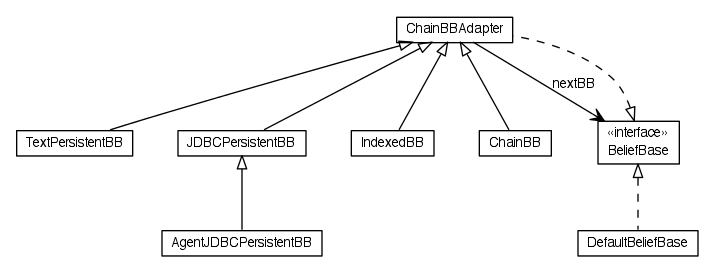 ChainBBAdapter
nextBB
TextPersistentBB
JDBCPersistentBB
IndexedBB
ChainBB
«interface»
BeliefBase
AgentJDBCPersistentBB
DefaultBeliefBase